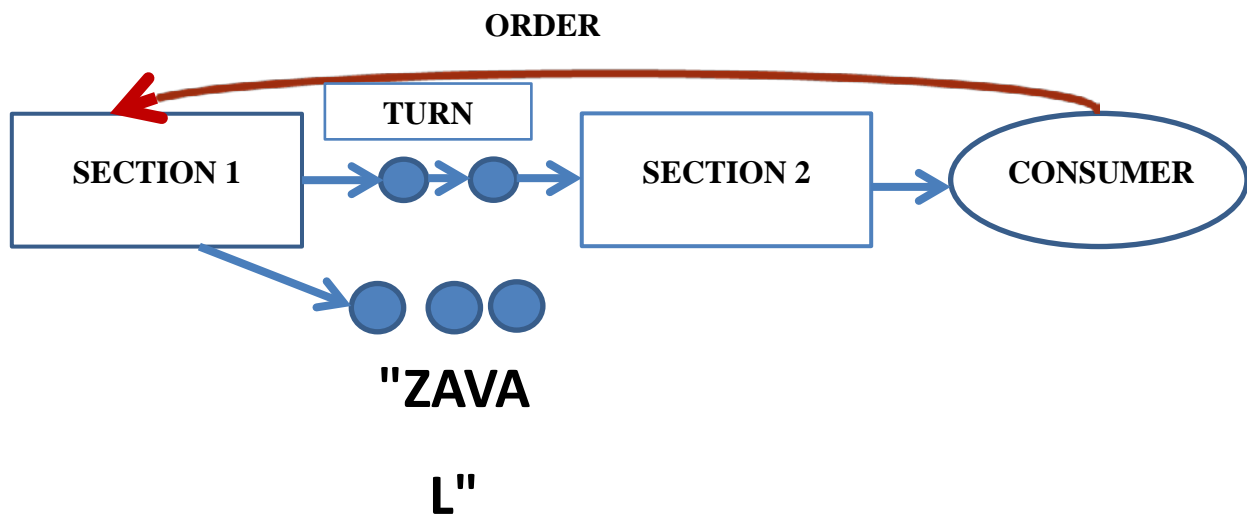 ORDER
TURN
SECTION 1
SECTION 2
CONSUMER
"ZAVA
L"